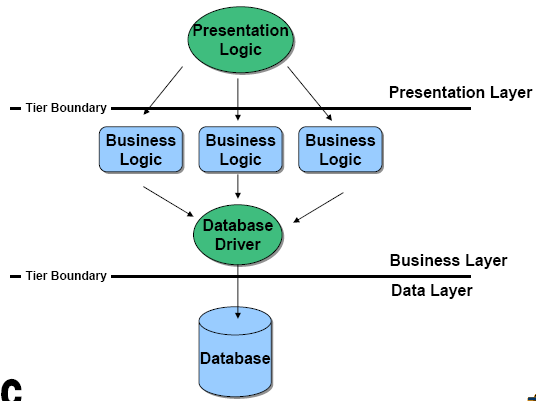 Presentation
Logic
Presentation Layer
Tier Boundary
Business
Logic
Business
Logic
Business
Logic
Database
Driver
Business Layer
Tier Boundary
Data Layer
Database
c